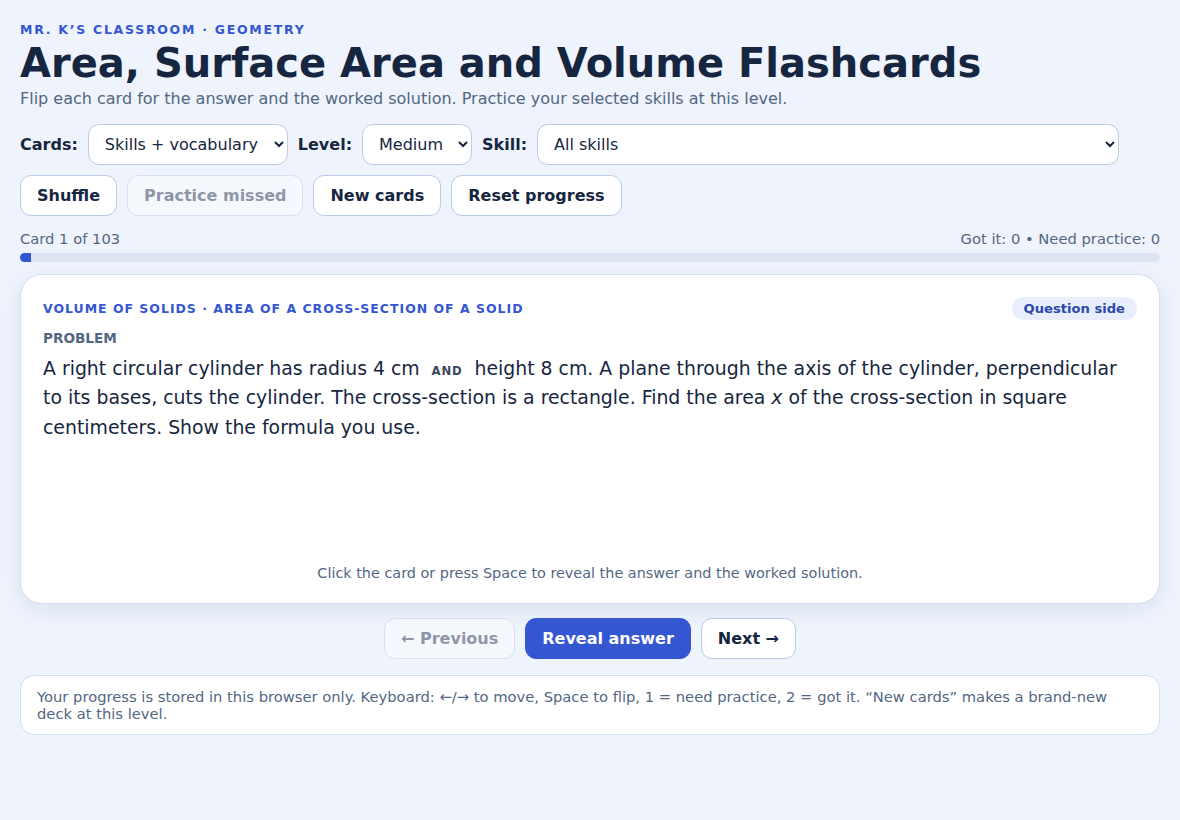 MR. K’S CLASSROOM · GEOMETRY
Area, Surface Area and Volume Flashcards
Flip each card for the answer and the worked solution. Practice your selected skills at this level.
Cards: Skills + vocabulary Level: Medium Skill: All skills
Shuffle Practice missed New cards Reset progress
Card 1 of 103 Got it: 0 • Need practice: 0
VOLUME OF SOLIDS · AREA OF A CROSS-SECTION OF A SOLID Question side
PROBLEM
A right circular cylinder has radius 4 cm AND height 8 cm. A plane through the axis of the cylinder, perpendicular
to its bases, cuts the cylinder. The cross-section is a rectangle. Find the area x of the cross-section in square
centimeters. Show the formula you use.
Click the card or press Space to reveal the answer and the worked solution.
← Previous Reveal answer Next →
Your progress is stored in this browser only. Keyboard: ←/→ to move, Space to flip, 1 = need practice, 2 = got it. “New cards” makes a brand-new
deck at this level.